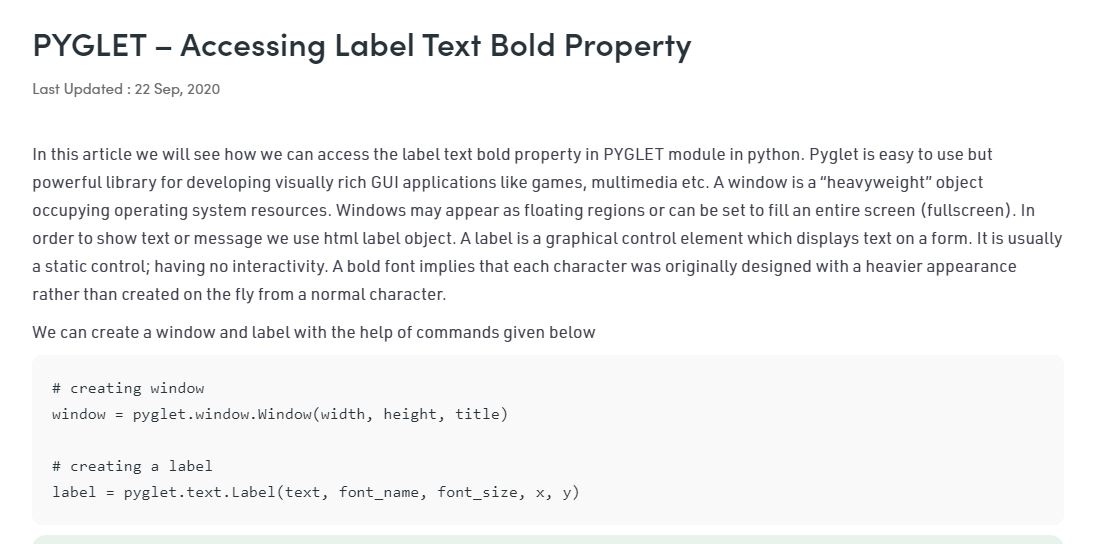 PYGLET – Accessing Label Text Bold Property
Last Updated : 22 Sep, 2020
In this article we will see how we can access the label text bold property in PYGLET module in python. Pyglet is easy to use but
powerful library for developing visually rich GUI applications like games, multimedia etc. A window is a “heavyweight” object
occupying operating system resources. Windows may appear as floating regions or can be set to fill an entire screen (fullscreen). In
order to show text or message we use html label object. A label is a graphical control element which displays text on a form. It is usually
a static control; having no interactivity. A bold font implies that each character was originally designed with a heavier appearance
rather than created on the fly from a normal character.
We can create a window and label with the help of commands given below
# creating window
window = pyglet.window.Window(width, height, title)
# creating a label
label = pyglet.text.Label(text, font_name, font_size, x, y)